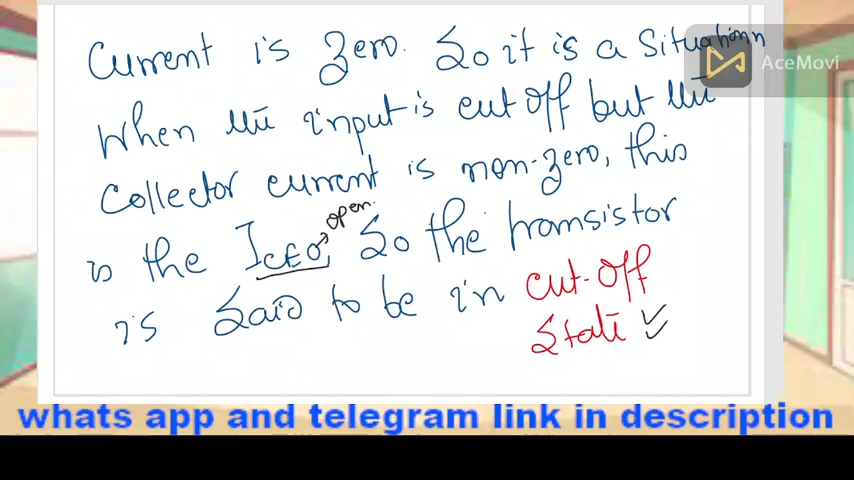 Current is zero. So it is a situation
AceMovi
When the input is cut off but the
Collector current is non-zero, this
open.
is the ICEO, So the transistor
is Said to be in cut-off
State
whats app and telegram link in description